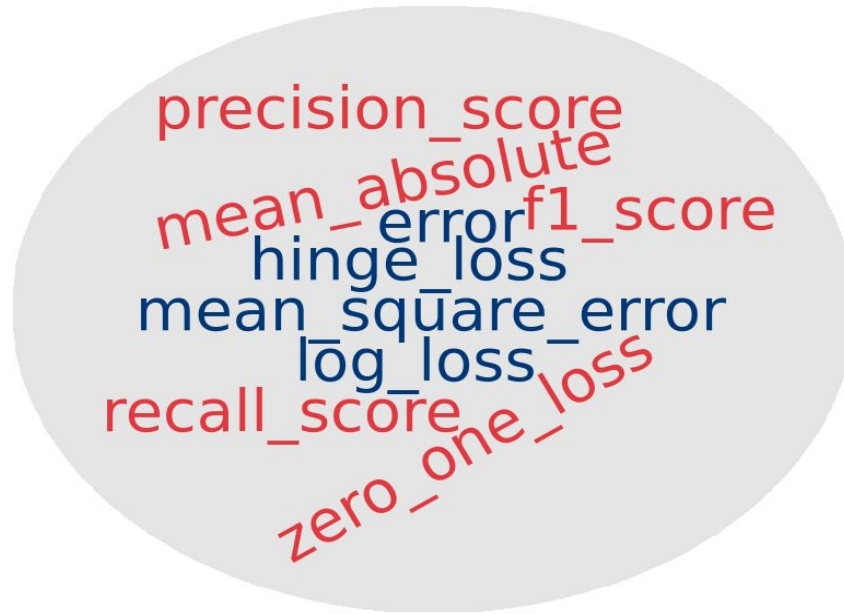 precision_score
mean_absolute
error
f1_score
hinge_loss
mean_square_error
log_loss
recall_score
zero_one_loss